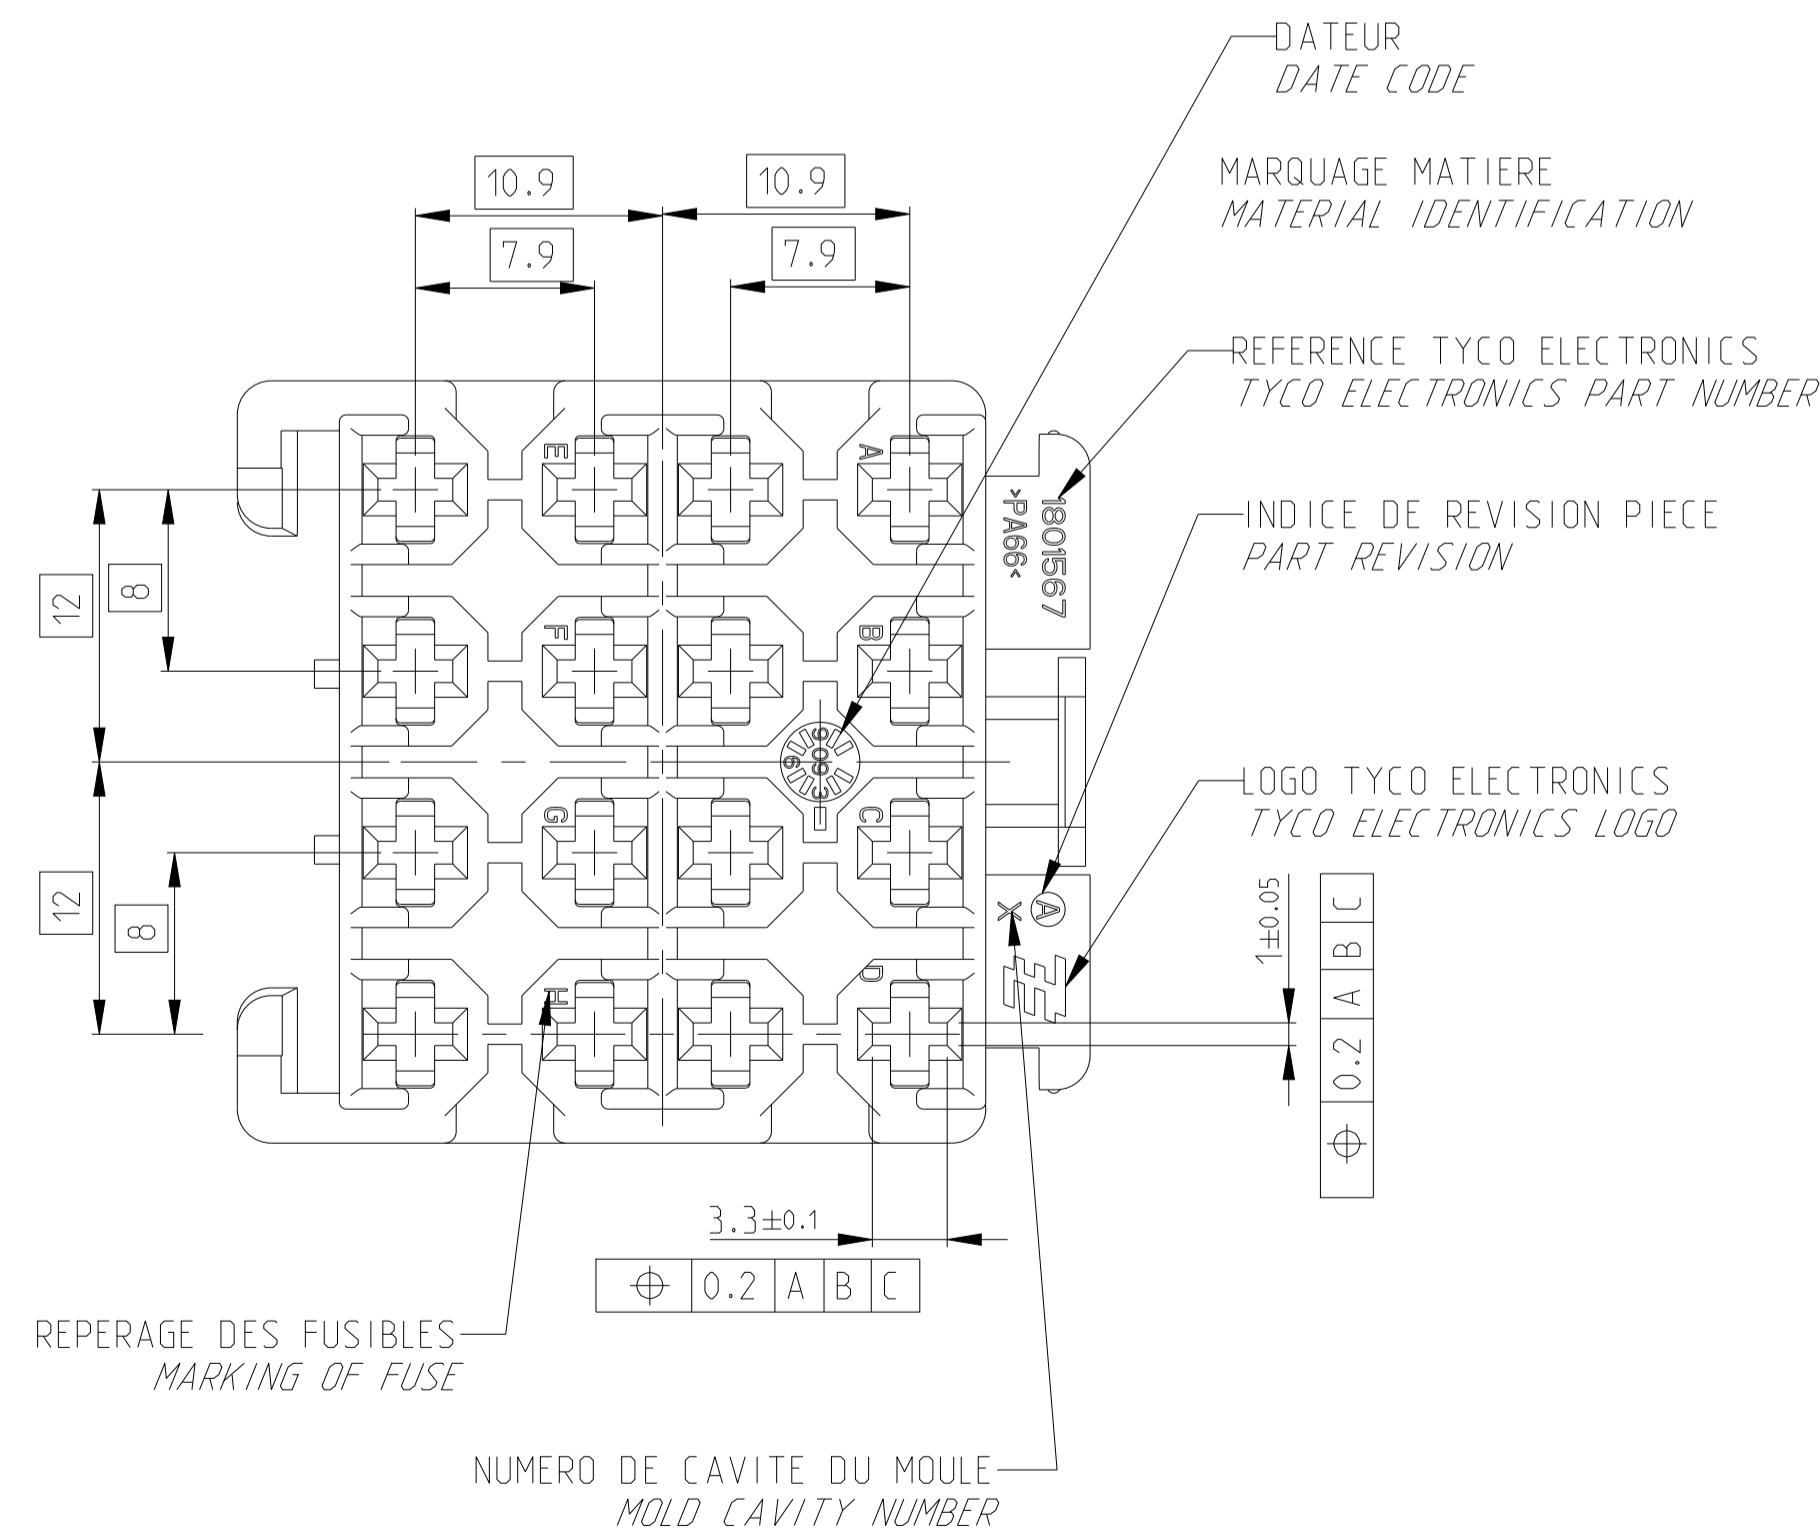 DATEUR
DATE CODE
MARQUAGE MATIERE
MATERIAL IDENTIFICATION
REFERENCE TYCO ELECTRONICS
TYCO ELECTRONICS PART NUMBER
INDICE DE REVISION PIECE
PART REVISION
LOGO TYCO ELECTRONICS
TYCO ELECTRONICS LOGO
10.9
10.9
7.9
7.9
12
8
12
8
E
A
F
B
G
C
H
D
1801567
>PA66<
909
6
3
A
X
1±0.05
0.2 A B C
3.3±0.1
0.2 A B C
REPERAGE DES FUSIBLES
MARKING OF FUSE
NUMERO DE CAVITE DU MOULE
MOLD CAVITY NUMBER